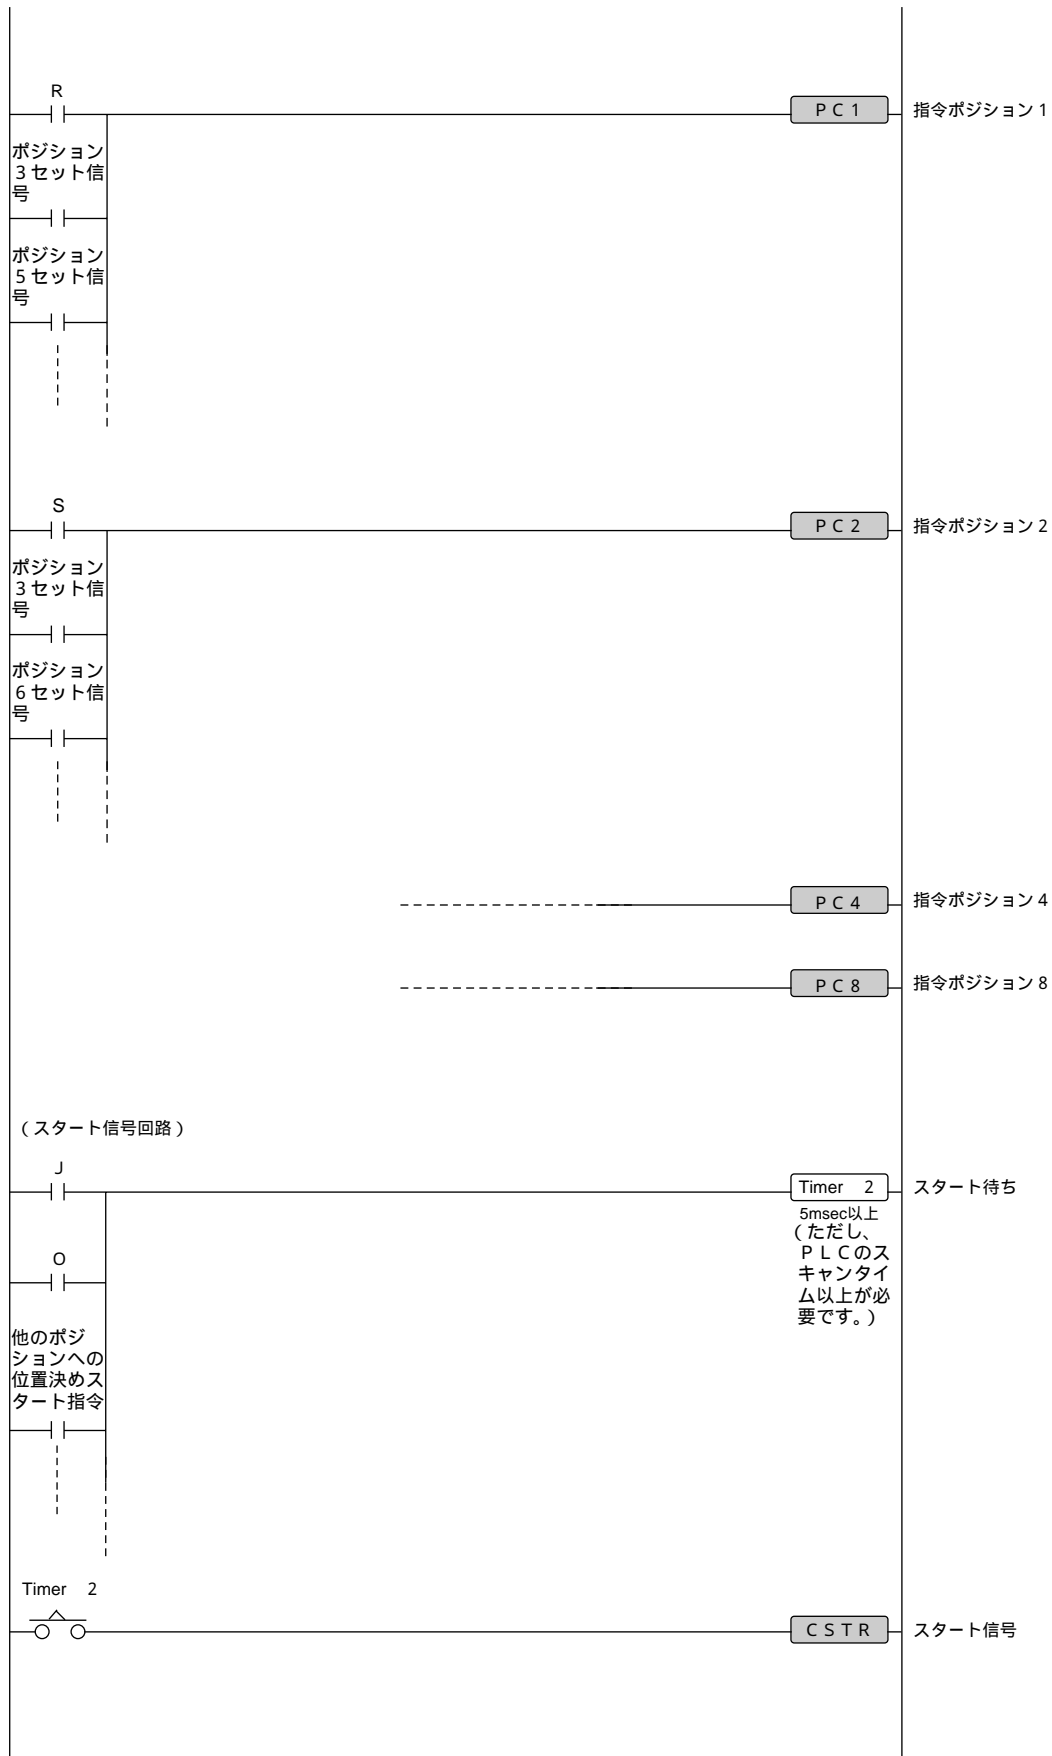 R
ＰＣ１
指令ポジション１
ポジション
３セット信
号
ポジション
５セット信
号
S
ＰＣ２
指令ポジション２
ポジション
３セット信
号
ポジション
６セット信
号
ＰＣ４
指令ポジション４
ＰＣ８
指令ポジション８
（スタート信号回路）
Ｊ
Timer 2
スタート待ち
5msec以上
（ただし、
ＰＬＣのス
キャンタイ
ム以上が必
要です。）
Ｏ
他のポジ
ションへの
位置決めス
タート指令
Timer 2
ＣＳＴＲ
スタート信号